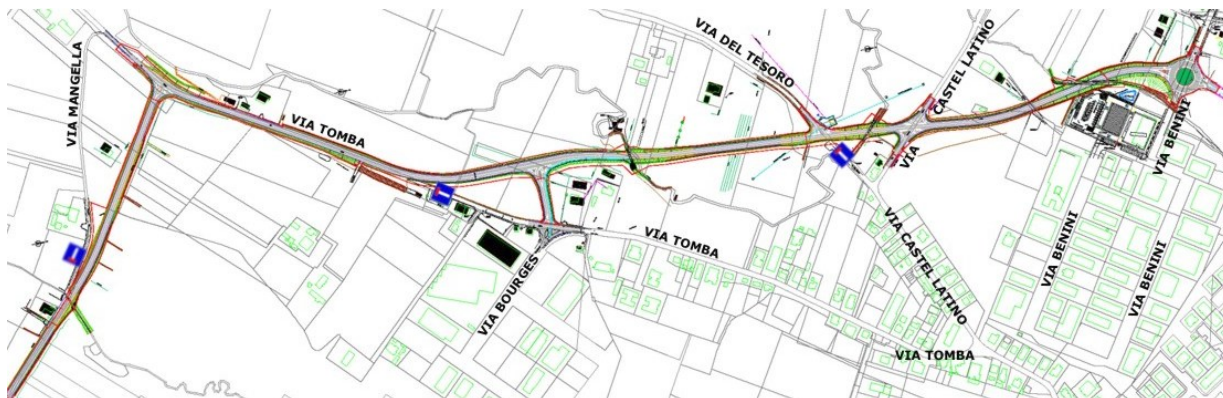 VIA MANGELLA
VIA TOMBA
VIA DEL TESORO
CASTEL LATINO
VIA
VIA BENINI
VIA BENINI
VIA BOURGES
VIA TOMBA
VIA CASTEL LATINO
VIA BENINI
VIA BENINI
VIA TOMBA